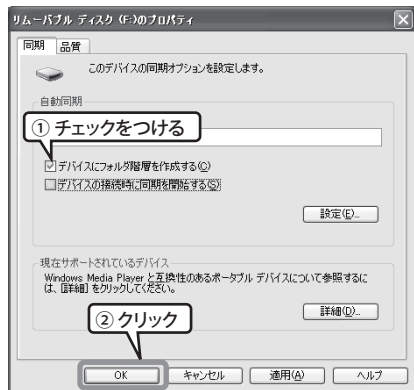 リムーバブル ディスク (F:)のプロパティ
同期 品質
このデバイスの同期オプションを設定します。
自動同期
① チェックをつける
デバイスにフォルダ階層を作成する(C)
デバイスの接続時に同期を開始する(S)
設定(E)...
現在サポートされているデバイス
Windows Media Player と互換性のあるポータブル デバイスについて参照するに
は、[詳細] をクリックしてください。
② クリック
詳細(D)...
OK キャンセル 適用(A) ヘルプ